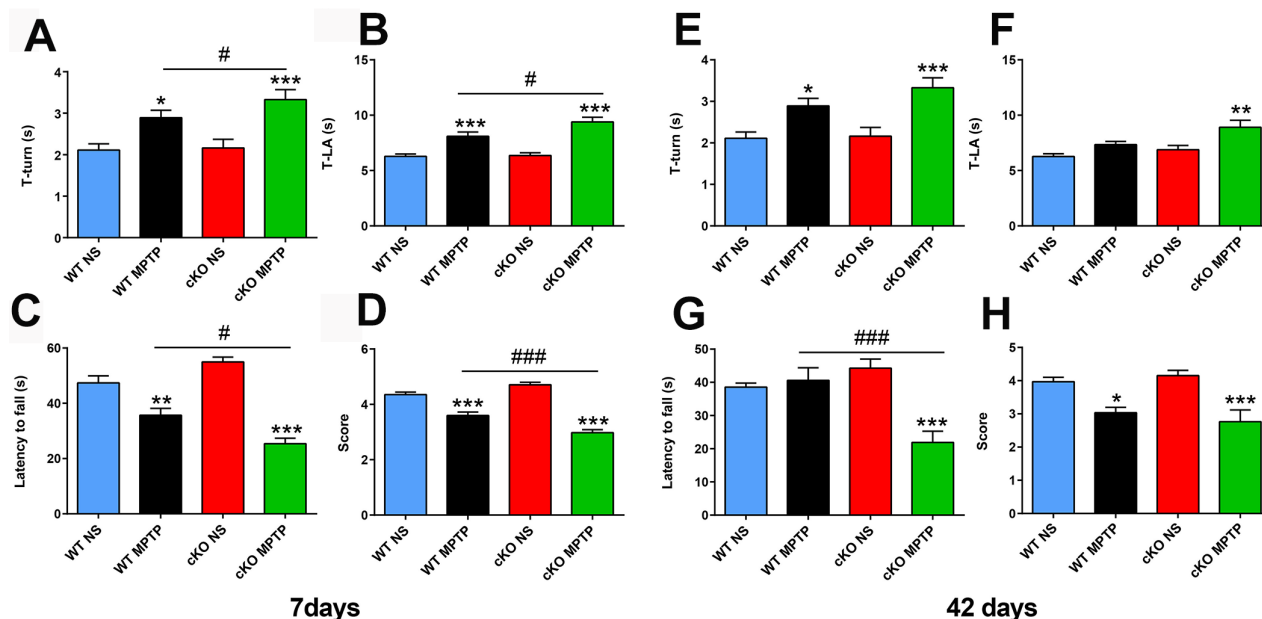 A
#
*
***
T-turn (s)
4
3
2
1
0
WT NS
WT MPTP
cKO NS
cKO MPTP
B
#
***
***
T-LA (s)
15
10
5
0
WT NS
WT MPTP
cKO NS
cKO MPTP
C
#
**
***
Latency to fall (s)
60
40
20
0
WT NS
WT MPTP
cKO NS
cKO MPTP
D
###
***
***
Score
6
4
2
0
WT NS
WT MPTP
cKO NS
cKO MPTP
7days
E
*
***
T-turn (s)
4
3
2
1
0
WT NS
WT MPTP
cKO NS
cKO MPTP
F
**
T-LA (s)
15
10
5
0
WT NS
WT MPTP
cKO NS
cKO MPTP
G
###
***
Latency to fall (s)
50
40
30
20
10
0
WT NS
WT MPTP
cKO NS
cKO MPTP
H
*
***
Score
5
4
3
2
1
0
WT NS
WT MPTP
cKO NS
cKO MPTP
42 days